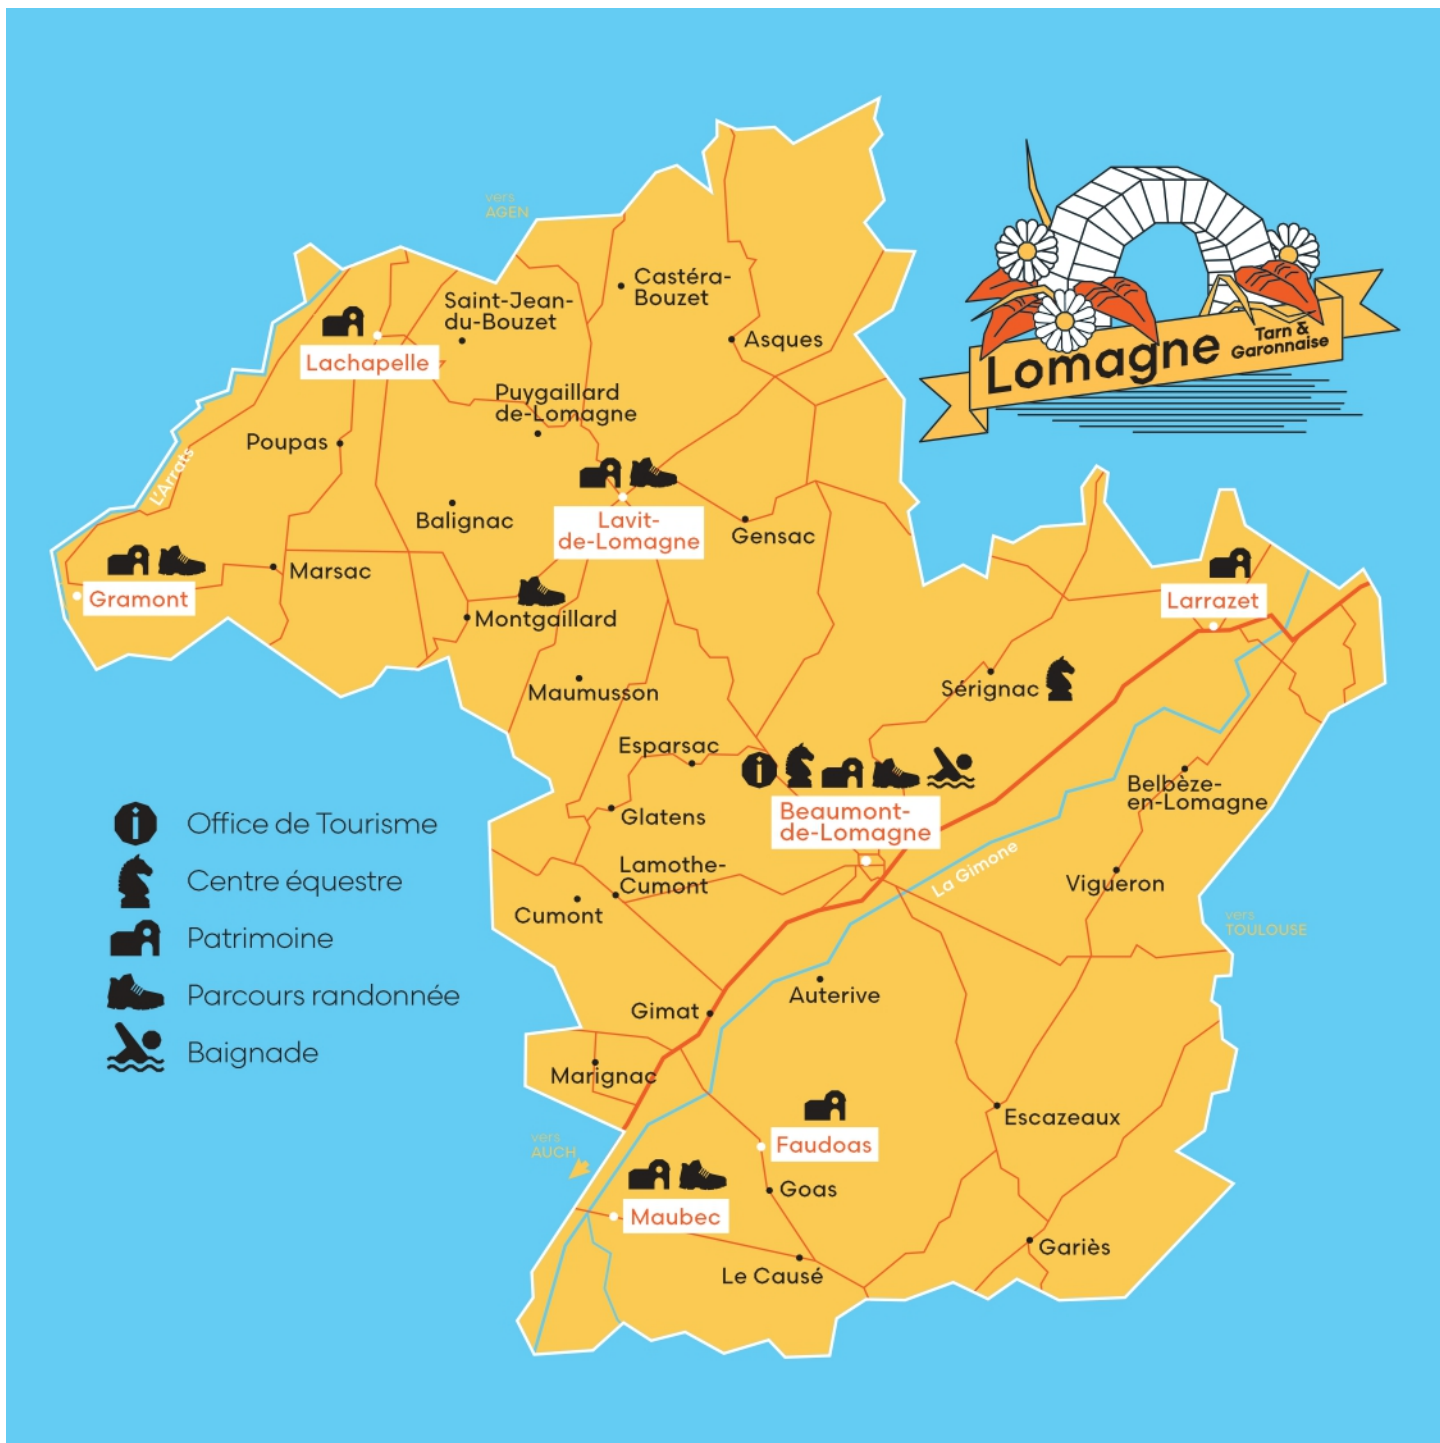 vers
AGEN
Castéra-
Bouzet
Saint-Jean-
du-Bouzet
Asques
Lachapelle
Lomagne
Tarn &
Garonnaise
Puygaillard
de-Lomagne
Poupas
L'Arrats
Balignac
Lavit-
de-Lomagne
Gensac
Marsac
Gramont
Montgaillard
Larrazet
Maumusson
Sérignac
Esparsac
Glatens
Beaumont-
de-Lomagne
Belbèze-
en-Lomagne
Office de Tourisme
Centre équestre
Patrimoine
Parcours randonnée
Baignade
Lamothe-
Cumont
Cumont
La Gimone
Vigueron
vers
TOULOUSE
Auterive
Gimat
Marignac
Escazeaux
vers
AUCH
Faudoas
Goas
Maubec
Gariès
Le Causé